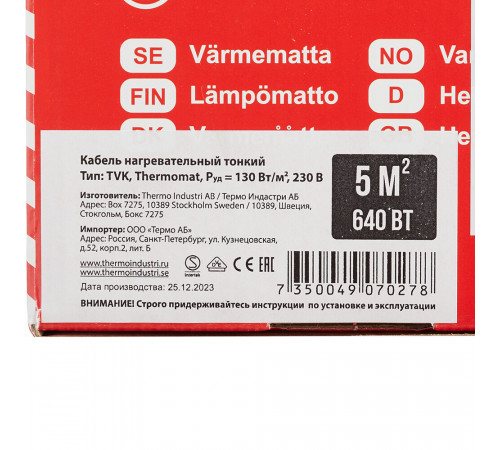 SE Värmematta NO Va
FIN Lämpömatto D He
Кабель нагревательный тонкий
Тип: TVK, Thermomat, Руд = 130 Вт/м², 230 В
Изготовитель: Thermo Industri AB / Термо Индастри АБ
Адрес: Box 7275, 10389 Stockholm Sweden / 10389, Швеция,
Стокгольм, Бокс 7275
Импортер: ООО «Термо АБ»
Адрес: Россия, Санкт-Петербург, ул. Кузнецовская,
д.52, корп.2, лит. Б
www.thermoindustri.ru
www.thermoindustri.se
Intertek
CE EAC
Дата производства: 25.12.2023
5 М²
640 ВТ
7 350049 070278
ВНИМАНИЕ! Строго придерживайтесь инструкции по установке и эксплуатации